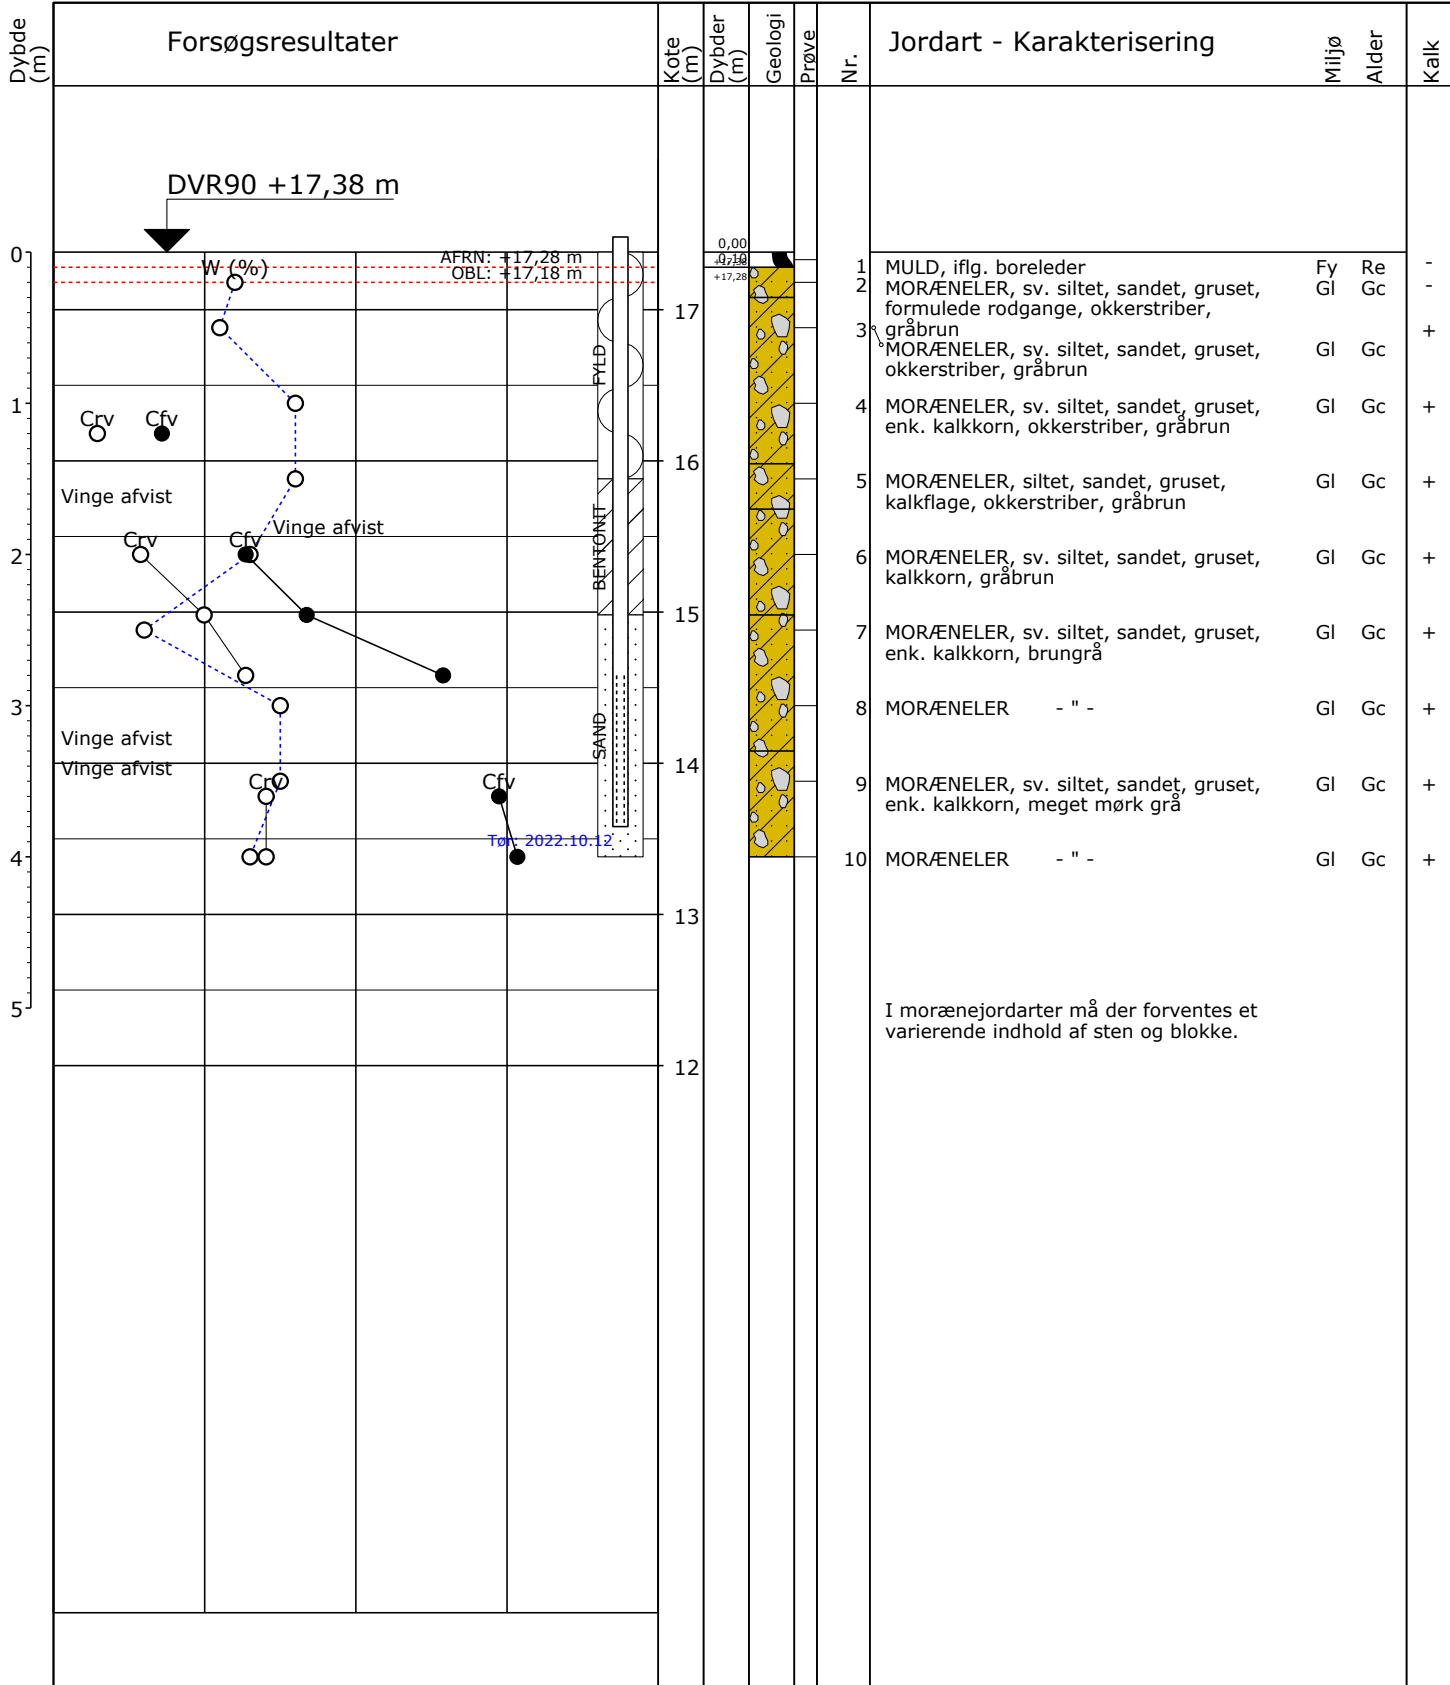 Dybde (m)
Forsøgsresultater
Kote (m)
Dybder (m)
Geologi
Prøve
Nr.
Jordart - Karakterisering
Miljø
Alder
Kalk
DVR90 +17,38 m
0
AFRN: +17,28 m
OBL: +17,18 m
W (%)
0,00
+17,38
0,10
+17,28
1 MULD, iflg. boreleder Fy Re -
2 MORÆNELER, sv. siltet, sandet, gruset, Gl Gc -
formulede rodgange, okkerstriber,
gråbrun
3 +
MORÆNELER, sv. siltet, sandet, gruset, Gl Gc
okkerstriber, gråbrun
17
FYLD
1
Crv Cfv
4 MORÆNELER, sv. siltet, sandet, gruset, Gl Gc +
enk. kalkkorn, okkerstriber, gråbrun
16
Vinge afvist
5 MORÆNELER, siltet, sandet, gruset, Gl Gc +
kalkflage, okkerstriber, gråbrun
Vinge afvist
Crv Cfv
BENTONIT
2
6 MORÆNELER, sv. siltet, sandet, gruset, Gl Gc +
kalkkorn, gråbrun
15
7 MORÆNELER, sv. siltet, sandet, gruset, Gl Gc +
enk. kalkkorn, brungrå
3
8 MORÆNELER - " - Gl Gc +
Vinge afvist
Vinge afvist
SAND
14
Crv Cfv
9 MORÆNELER, sv. siltet, sandet, gruset, Gl Gc +
enk. kalkkorn, meget mørk grå
Tør: 2022.10.12
4
10 MORÆNELER - " - Gl Gc +
13
5
I morænejordarter må der forventes et
varierende indhold af sten og blokke.
12